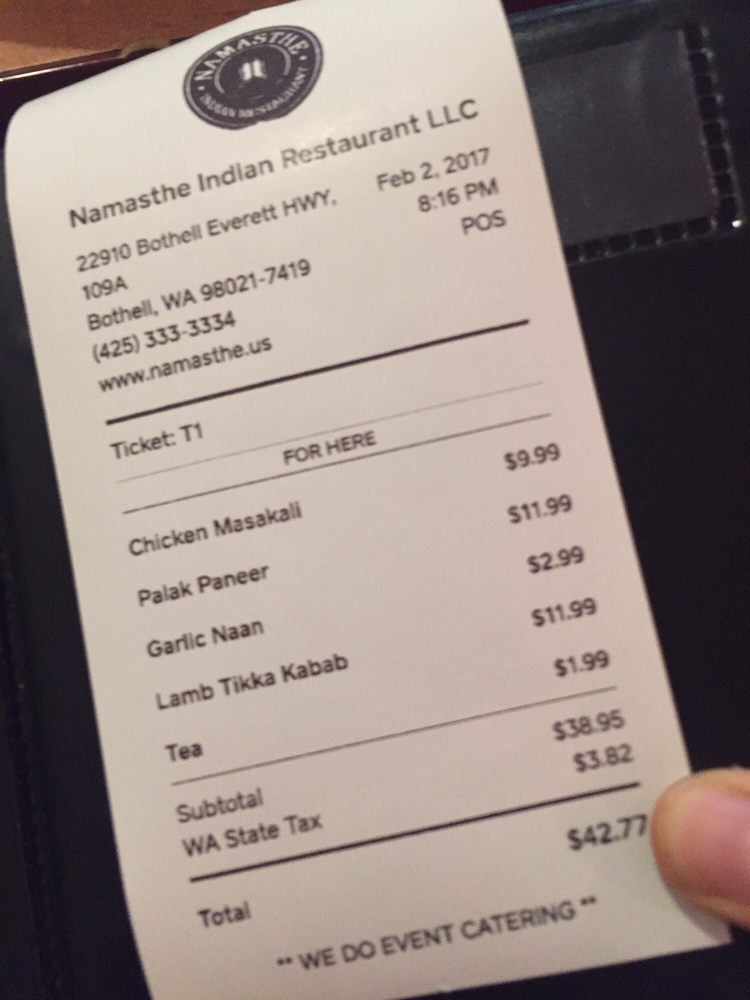 NAMASTHE
INDIAN RESTAURANT
Namasthe Indian Restaurant LLC
22910 Bothell Everett HWY, Feb 2, 2017
109A 8:16 PM
Bothell, WA 98021-7419 POS
(425) 333-3334
www.namasthe.us
Ticket: T1
FOR HERE
Chicken Masakali $9.99
Palak Paneer $11.99
Garlic Naan $2.99
Lamb Tikka Kabab $11.99
Tea $1.99
Subtotal $38.95
WA State Tax $3.82
Total $42.77
** WE DO EVENT CATERING **